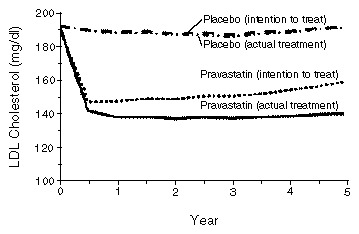 200
Placebo (intention to treat)
Placebo (actual treatment)
180
160
Pravastatin (intention to treat)
140
Pravastatin (actual treatment)
120
100
LDL Cholesterol (mg/dl)
0 1 2 3 4 5
Year